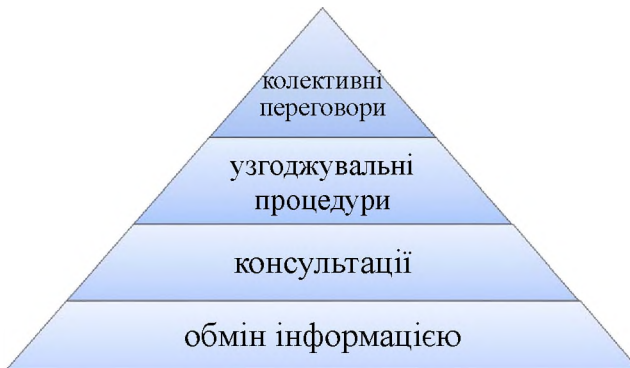 колективні
переговори
узгоджувальні
процедури
консультації
обмін інформацією